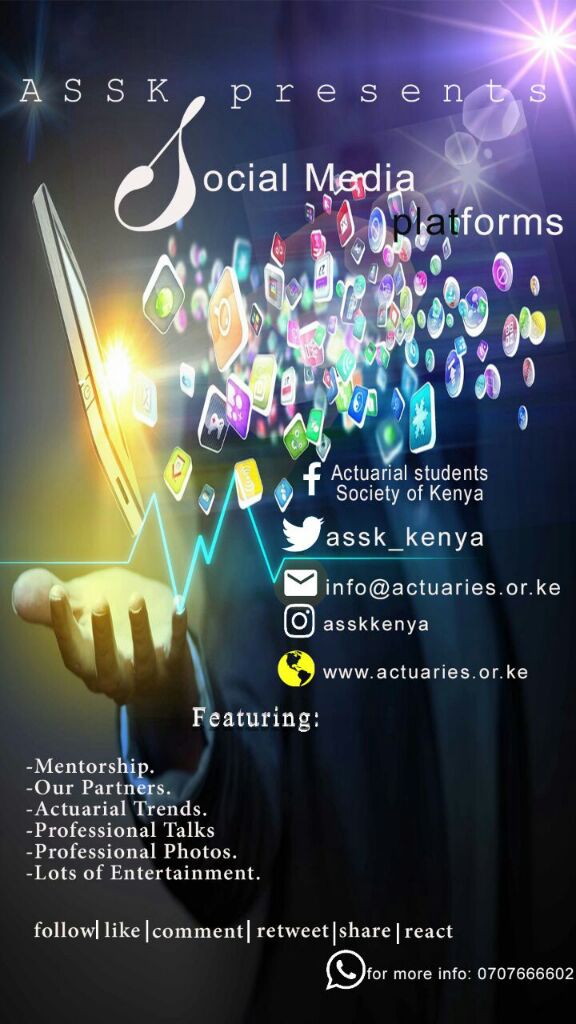 ASSK presents
Social Media
platforms
Actuarial students
Society of Kenya
assk_kenya
info@actuaries.or.ke
asskkenya
www.actuaries.or.ke
Featuring:
-Mentorship.
-Our Partners.
-Actuarial Trends.
-Professional Talks
-Professional Photos.
-Lots of Entertainment.
follow|like|comment|retweet|share|react
for more info: 0707666602